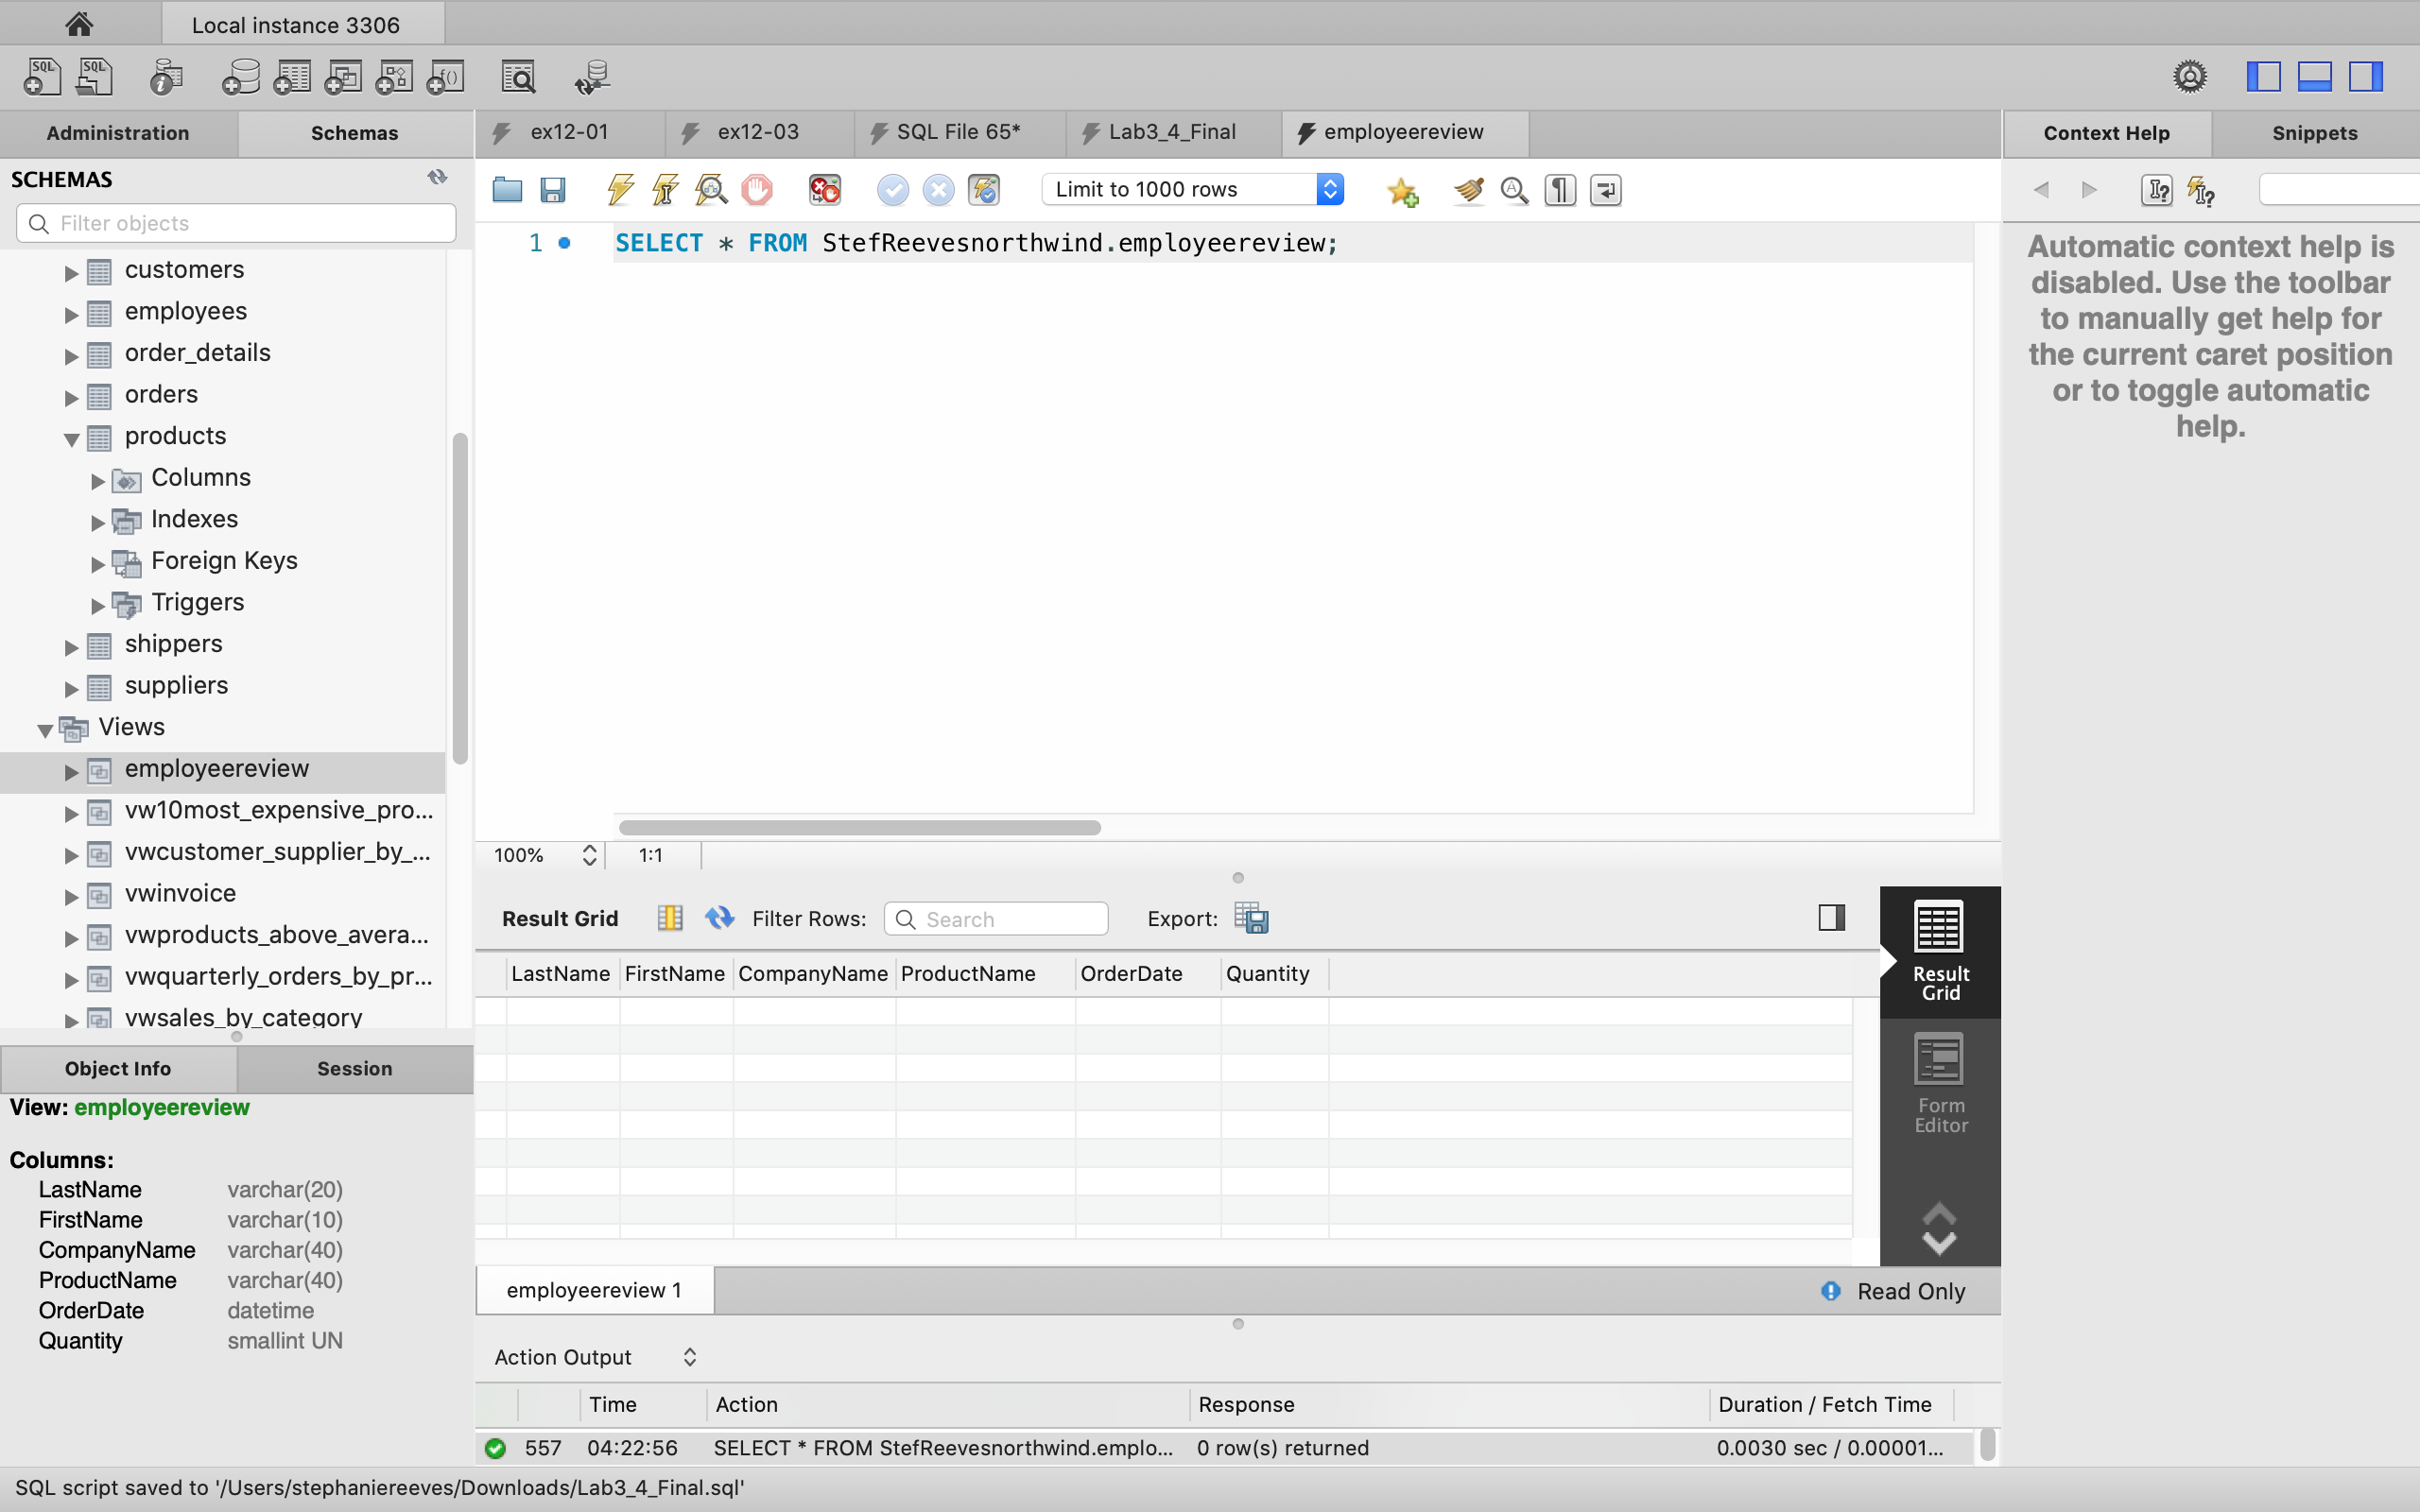 Local instance 3306
SQL
SQL
Administration
Schemas
ex12-01
ex12-03
SQL File 65*
Lab3_4_Final
employeereview
Context Help
Snippets
SCHEMAS
Filter objects
Limit to 1000 rows
1
SELECT * FROM StefReevesnorthwind.employeereview;
Automatic context help is
disabled. Use the toolbar
to manually get help for
the current caret position
or to toggle automatic
help.
customers
employees
order_details
orders
products
Columns
Indexes
Foreign Keys
Triggers
shippers
suppliers
Views
employeereview
vw10most_expensive_pro...
vwcustomer_supplier_by_...
vwinvoice
vwproducts_above_avera...
vwquarterly_orders_by_pr...
vwsales_by_category
100%
1:1
Result Grid
Filter Rows:
Search
Export:
LastName
FirstName
CompanyName
ProductName
OrderDate
Quantity
Result
Grid
Form
Editor
Object Info
Session
View: employeereview
Columns:
LastName varchar(20)
FirstName varchar(10)
CompanyName varchar(40)
ProductName varchar(40)
OrderDate datetime
Quantity smallint UN
employeereview 1
Read Only
Action Output
Time
Action
Response
Duration / Fetch Time
557
04:22:56
SELECT * FROM StefReevesnorthwind.emplo...
0 row(s) returned
0.0030 sec / 0.00001...
SQL script saved to '/Users/stephaniereeves/Downloads/Lab3_4_Final.sql'